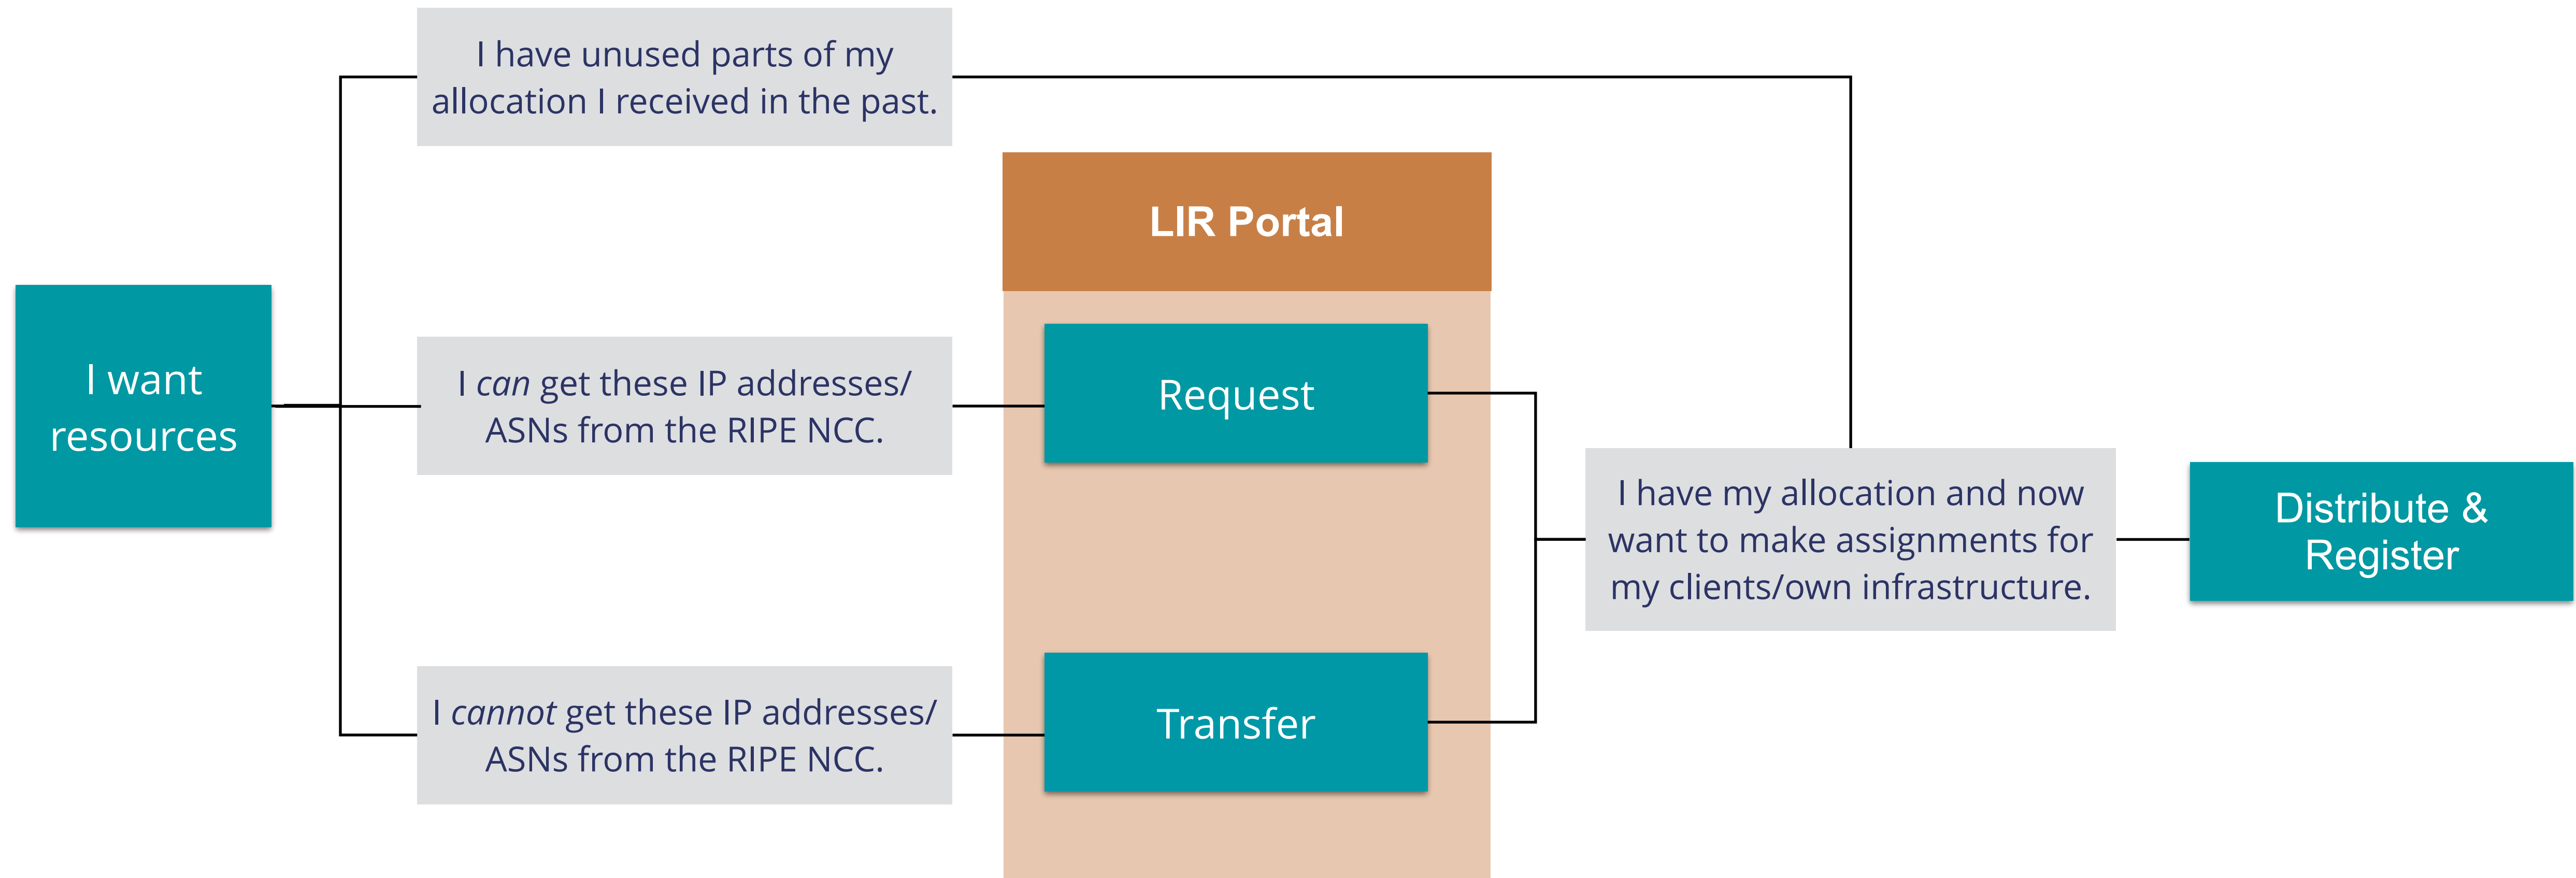 I have unused parts of my
allocation I received in the past.
LIR Portal
I want
resources
I can get these IP addresses/
ASNs from the RIPE NCC.
Request
I cannot get these IP addresses/
ASNs from the RIPE NCC.
Transfer
I have my allocation and now
want to make assignments for
my clients/own infrastructure.
Distribute &
Register